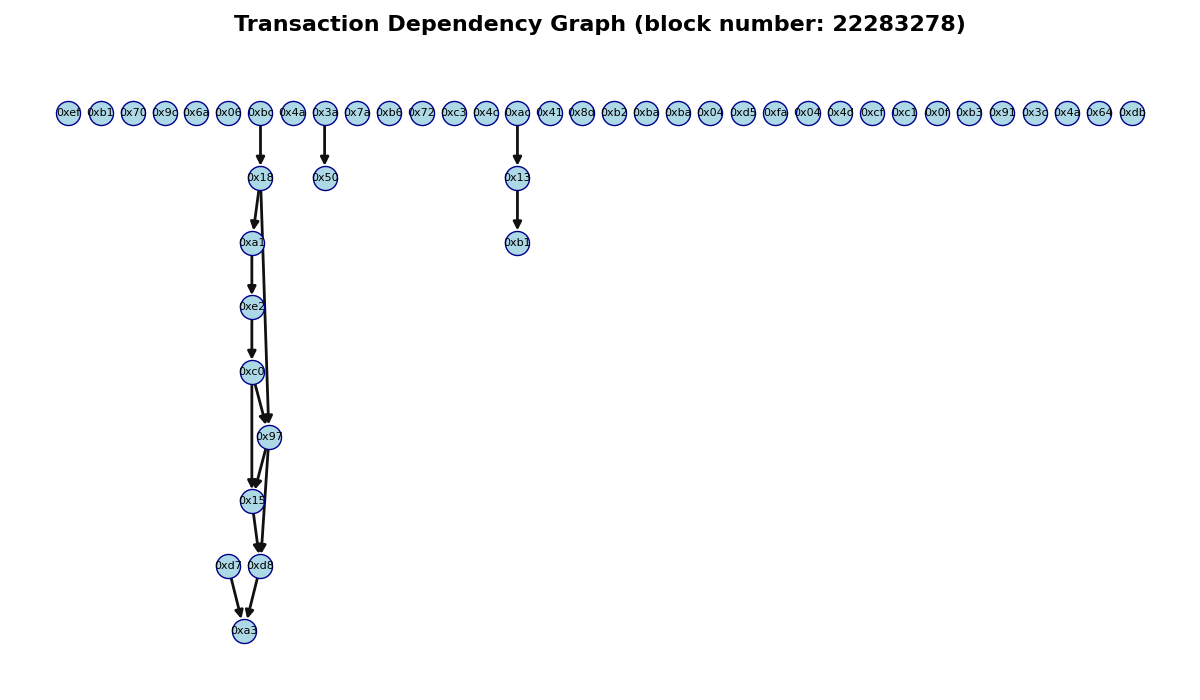 Transaction Dependency Graph (block number: 22283278)
0xef 0xb1 0x70 0x9c 0x6a 0x06 0xbc 0x4a 0x3a 0x7a 0xb6 0x72 0xc3 0x4c 0xac 0x41 0x8d 0xb2 0xba 0xba 0x04 0xd5 0xfa 0x04 0x4d 0xcf 0xc1 0x0f 0xb3 0x91 0x3c 0x4a 0x64 0xdb
0x18 0x50 0x13
0xa1 0xb1
0xe2
0xc0
0x97
0x15
0xd7 0xd8
0xa3